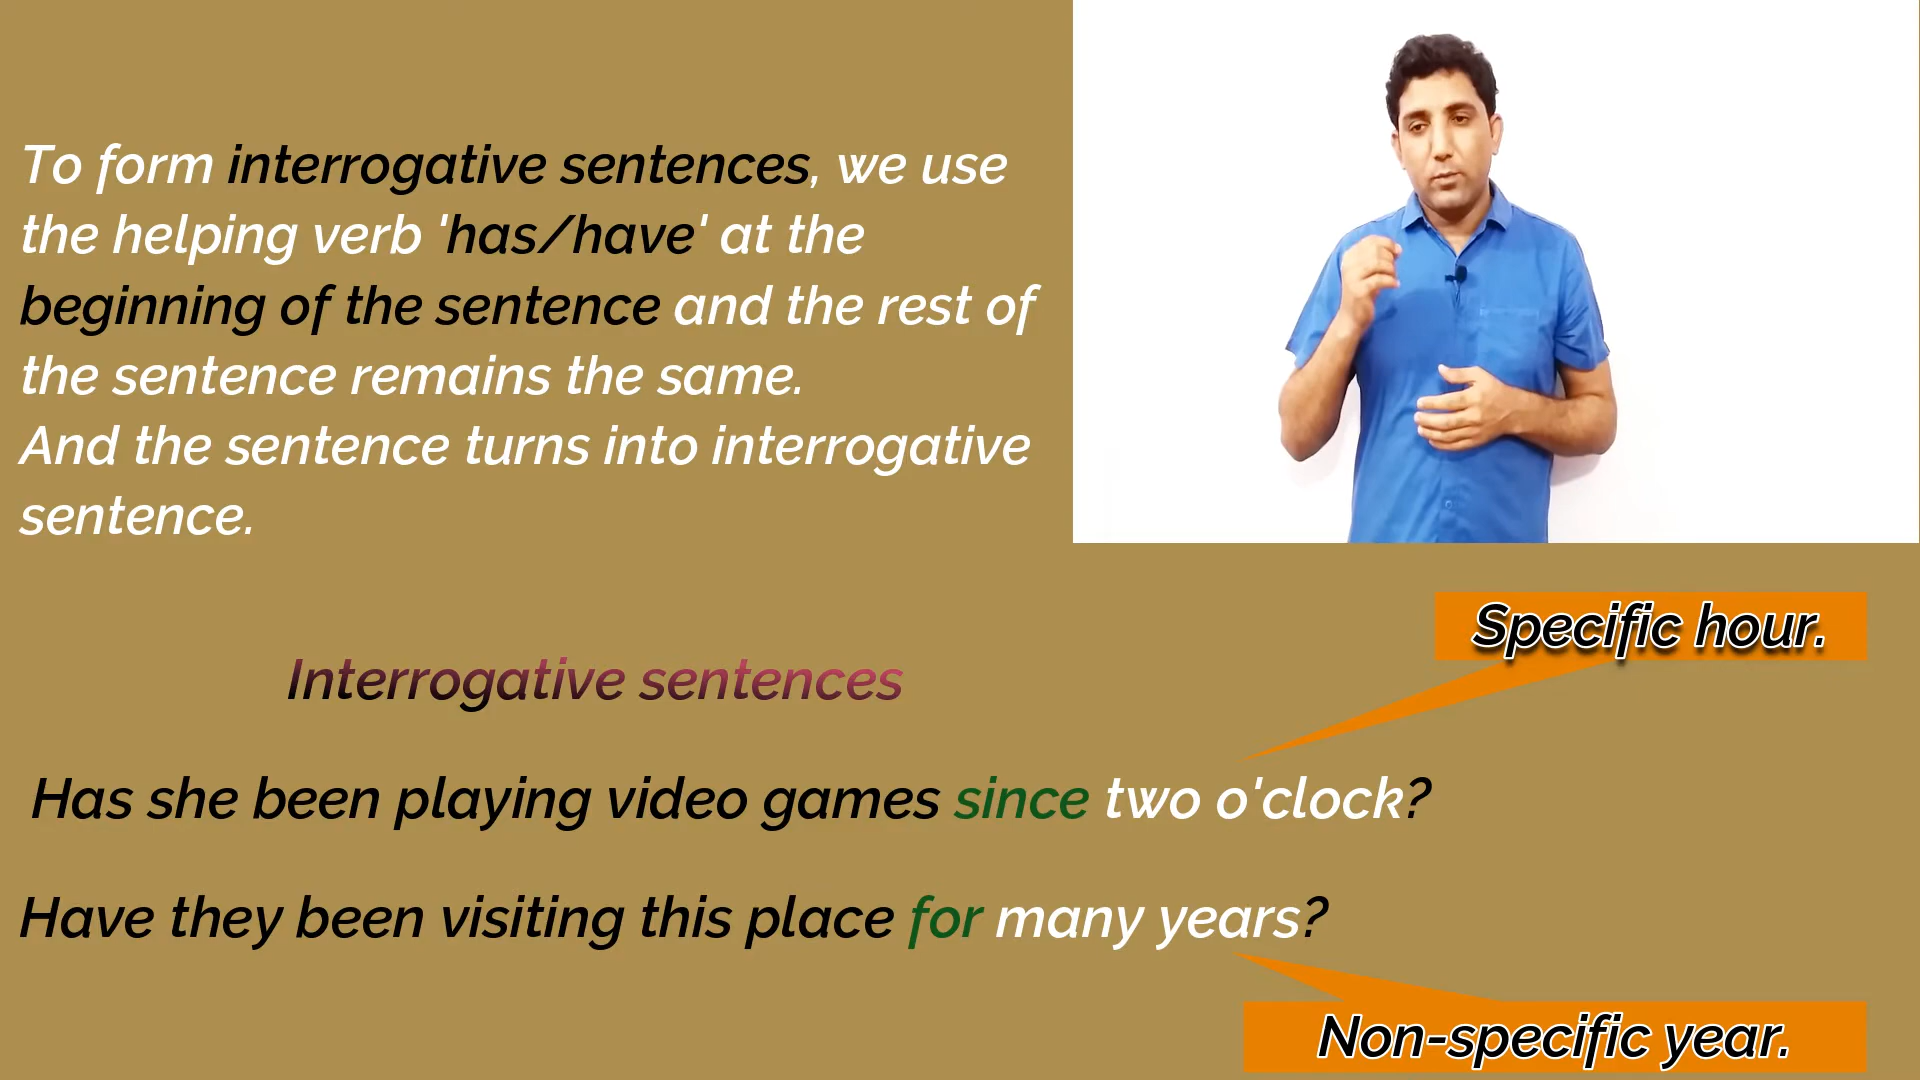 To form interrogative sentences, we use
the helping verb 'has/have' at the
beginning of the sentence and the rest of
the sentence remains the same.
And the sentence turns into interrogative
sentence.
Specific hour.
Interrogative sentences
Has she been playing video games since two o'clock?
Have they been visiting this place for many years?
Non-specific year.